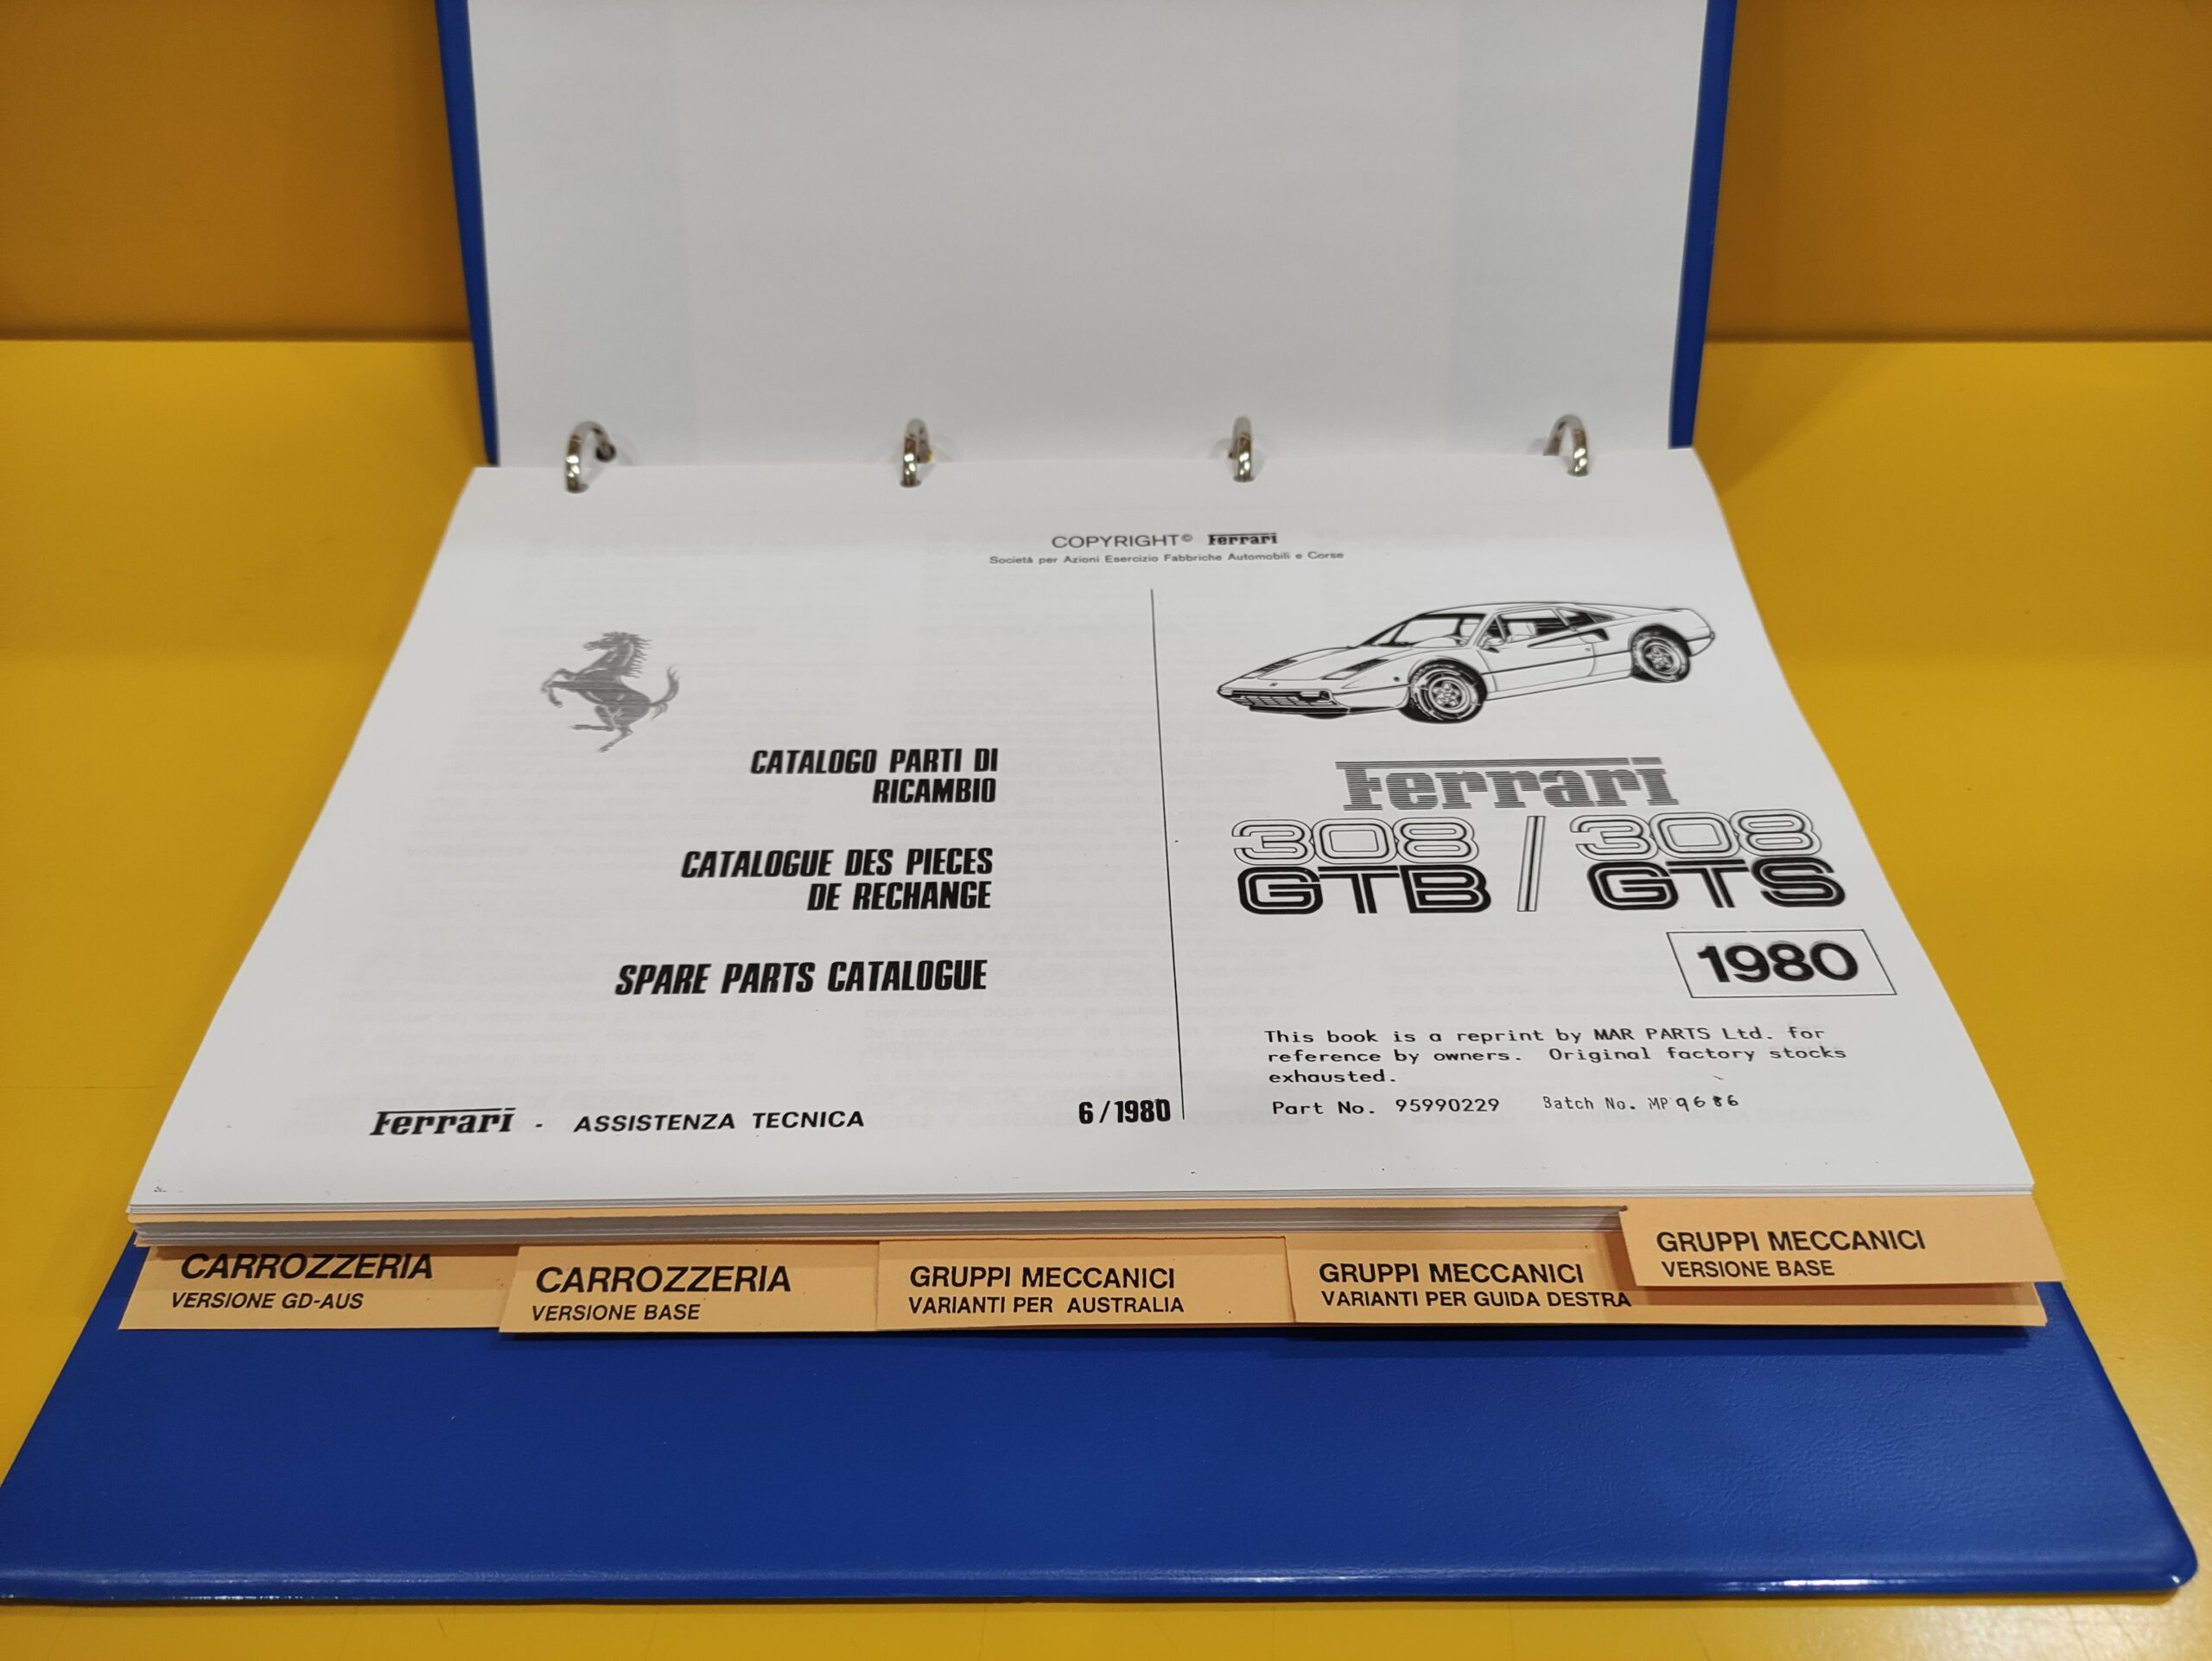 COPYRIGHT© Ferrari
Società per Azioni Esercizio Fabbriche Automobili e Corse
CATALOGO PARTI DI
RICAMBIO
CATALOGUE DES PIECES
DE RECHANGE
SPARE PARTS CATALOGUE
Ferrari - ASSISTENZA TECNICA
6/1980
Ferrari
308 / 308
GTB GTS
1980
This book is a reprint by MAR PARTS Ltd. for
reference by owners. Original factory stocks
exhausted.
Part No. 95990229 Batch No. MP 9686
CARROZZERIA
VERSIONE GD-AUS
CARROZZERIA
VERSIONE BASE
GRUPPI MECCANICI
VARIANTI PER AUSTRALIA
GRUPPI MECCANICI
VARIANTI PER GUIDA DESTRA
GRUPPI MECCANICI
VERSIONE BASE